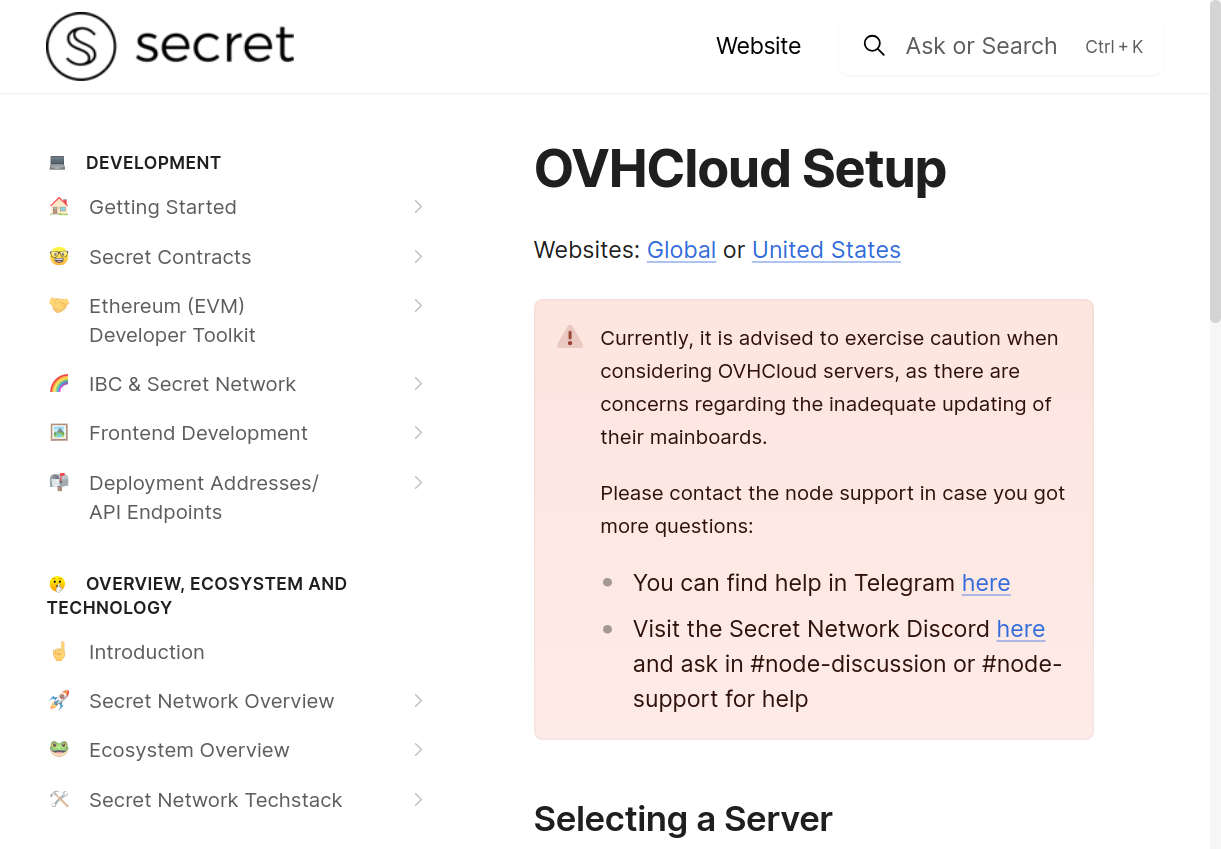 secret
Website
Ask or Search
Ctrl + K
DEVELOPMENT
Getting Started
Secret Contracts
Ethereum (EVM)
Developer Toolkit
IBC & Secret Network
Frontend Development
Deployment Addresses/
API Endpoints
OVERVIEW, ECOSYSTEM AND
TECHNOLOGY
Introduction
Secret Network Overview
Ecosystem Overview
Secret Network Techstack
OVHCloud Setup
Websites: Global or United States
Currently, it is advised to exercise caution when
considering OVHCloud servers, as there are
concerns regarding the inadequate updating of
their mainboards.
Please contact the node support in case you got
more questions:
You can find help in Telegram here
Visit the Secret Network Discord here
and ask in #node-discussion or #node-
support for help
Selecting a Server